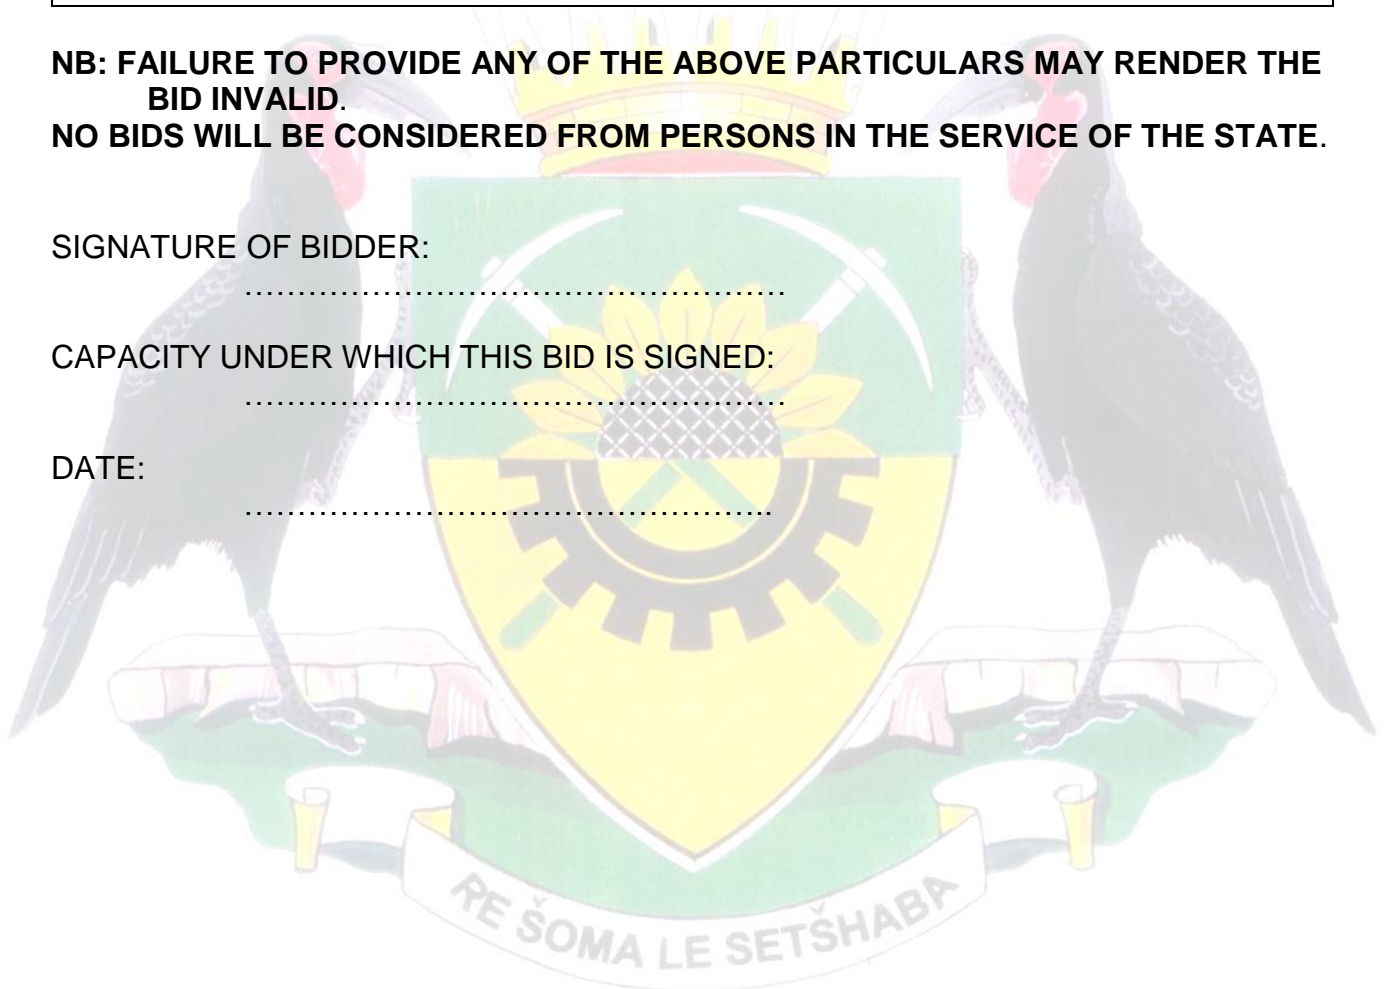 NB: FAILURE TO PROVIDE ANY OF THE ABOVE PARTICULARS MAY RENDER THE
BID INVALID.
NO BIDS WILL BE CONSIDERED FROM PERSONS IN THE SERVICE OF THE STATE.
SIGNATURE OF BIDDER:
……………………………………………
CAPACITY UNDER WHICH THIS BID IS SIGNED:
……………………………………………
DATE:
…………………………………………..
RE ŠOMA LE SETŠHABA